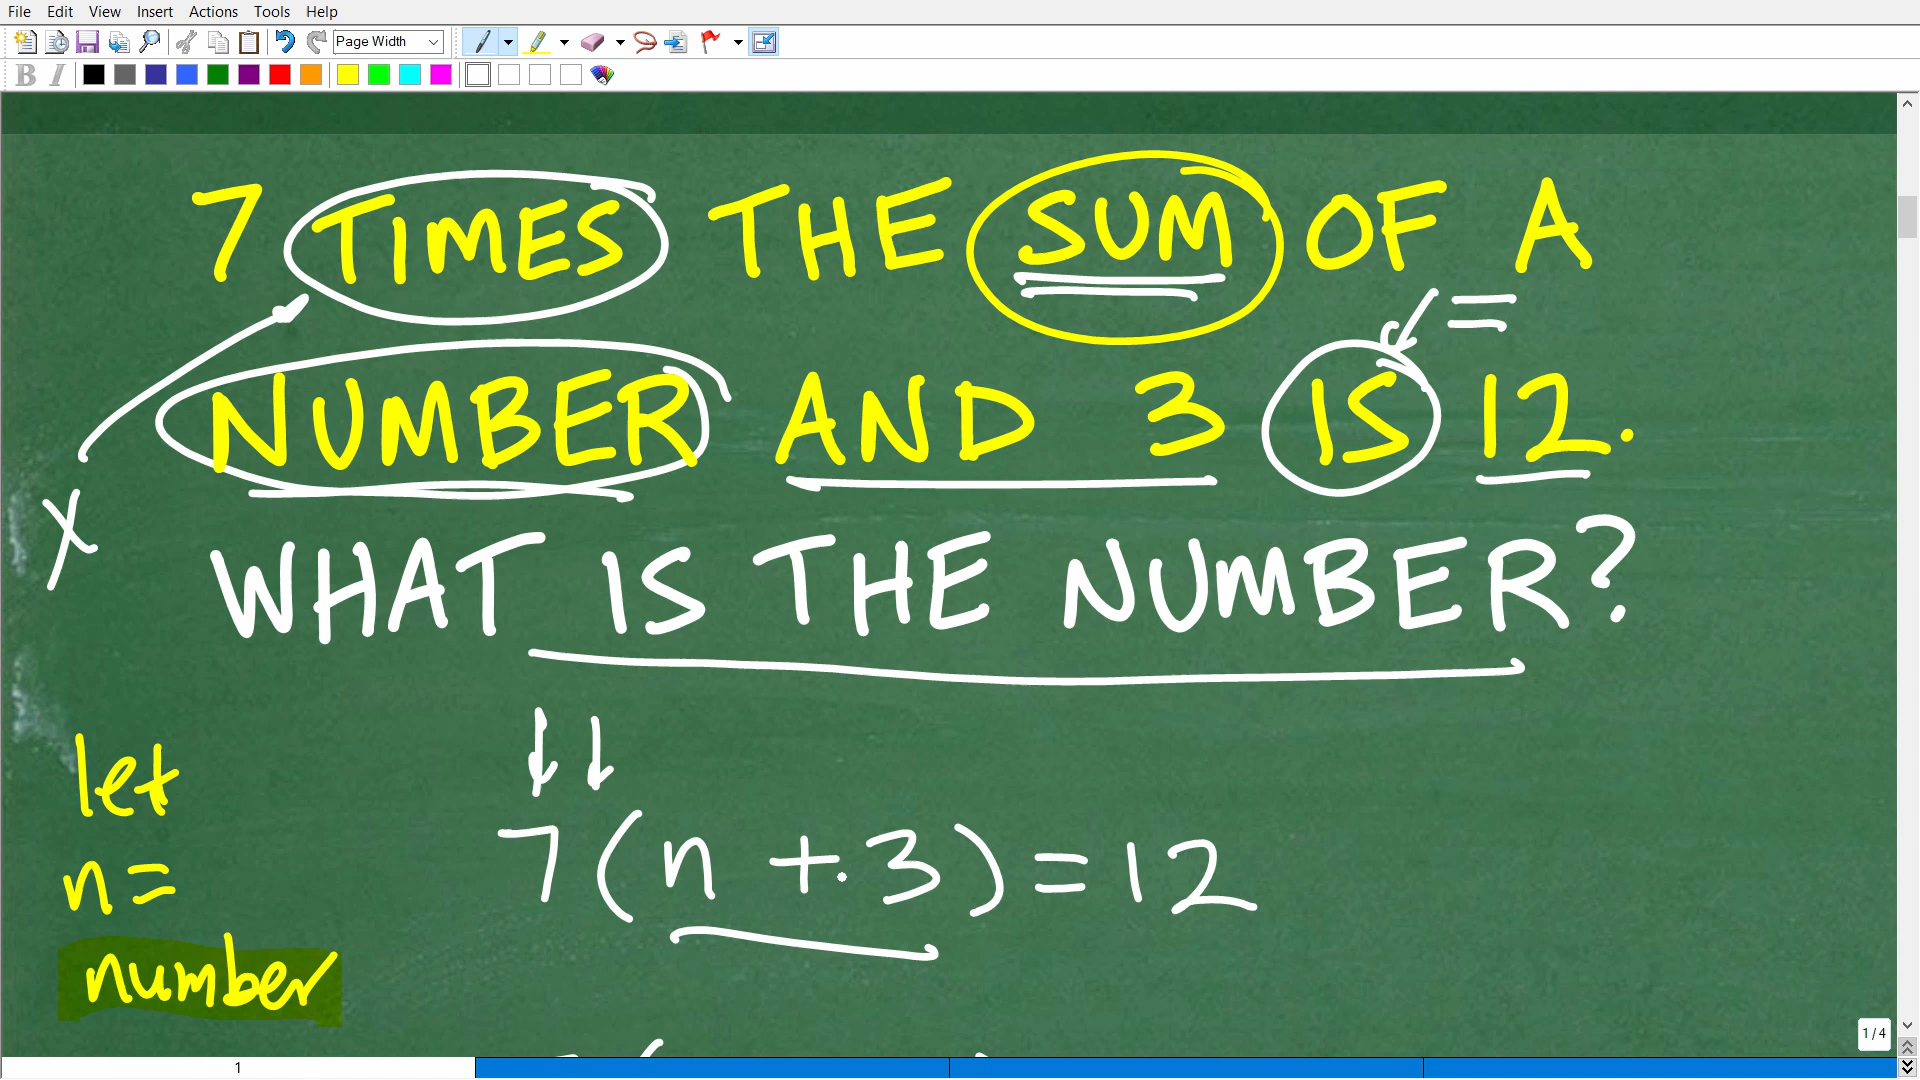 File Edit View Insert Actions Tools Help
Page Width
B I
7 TIMES THE SUM OF A
=
NUMBER AND 3 IS 12.
X
WHAT IS THE NUMBER?
let
n =
number
7(n + 3) = 12
1 / 4
1